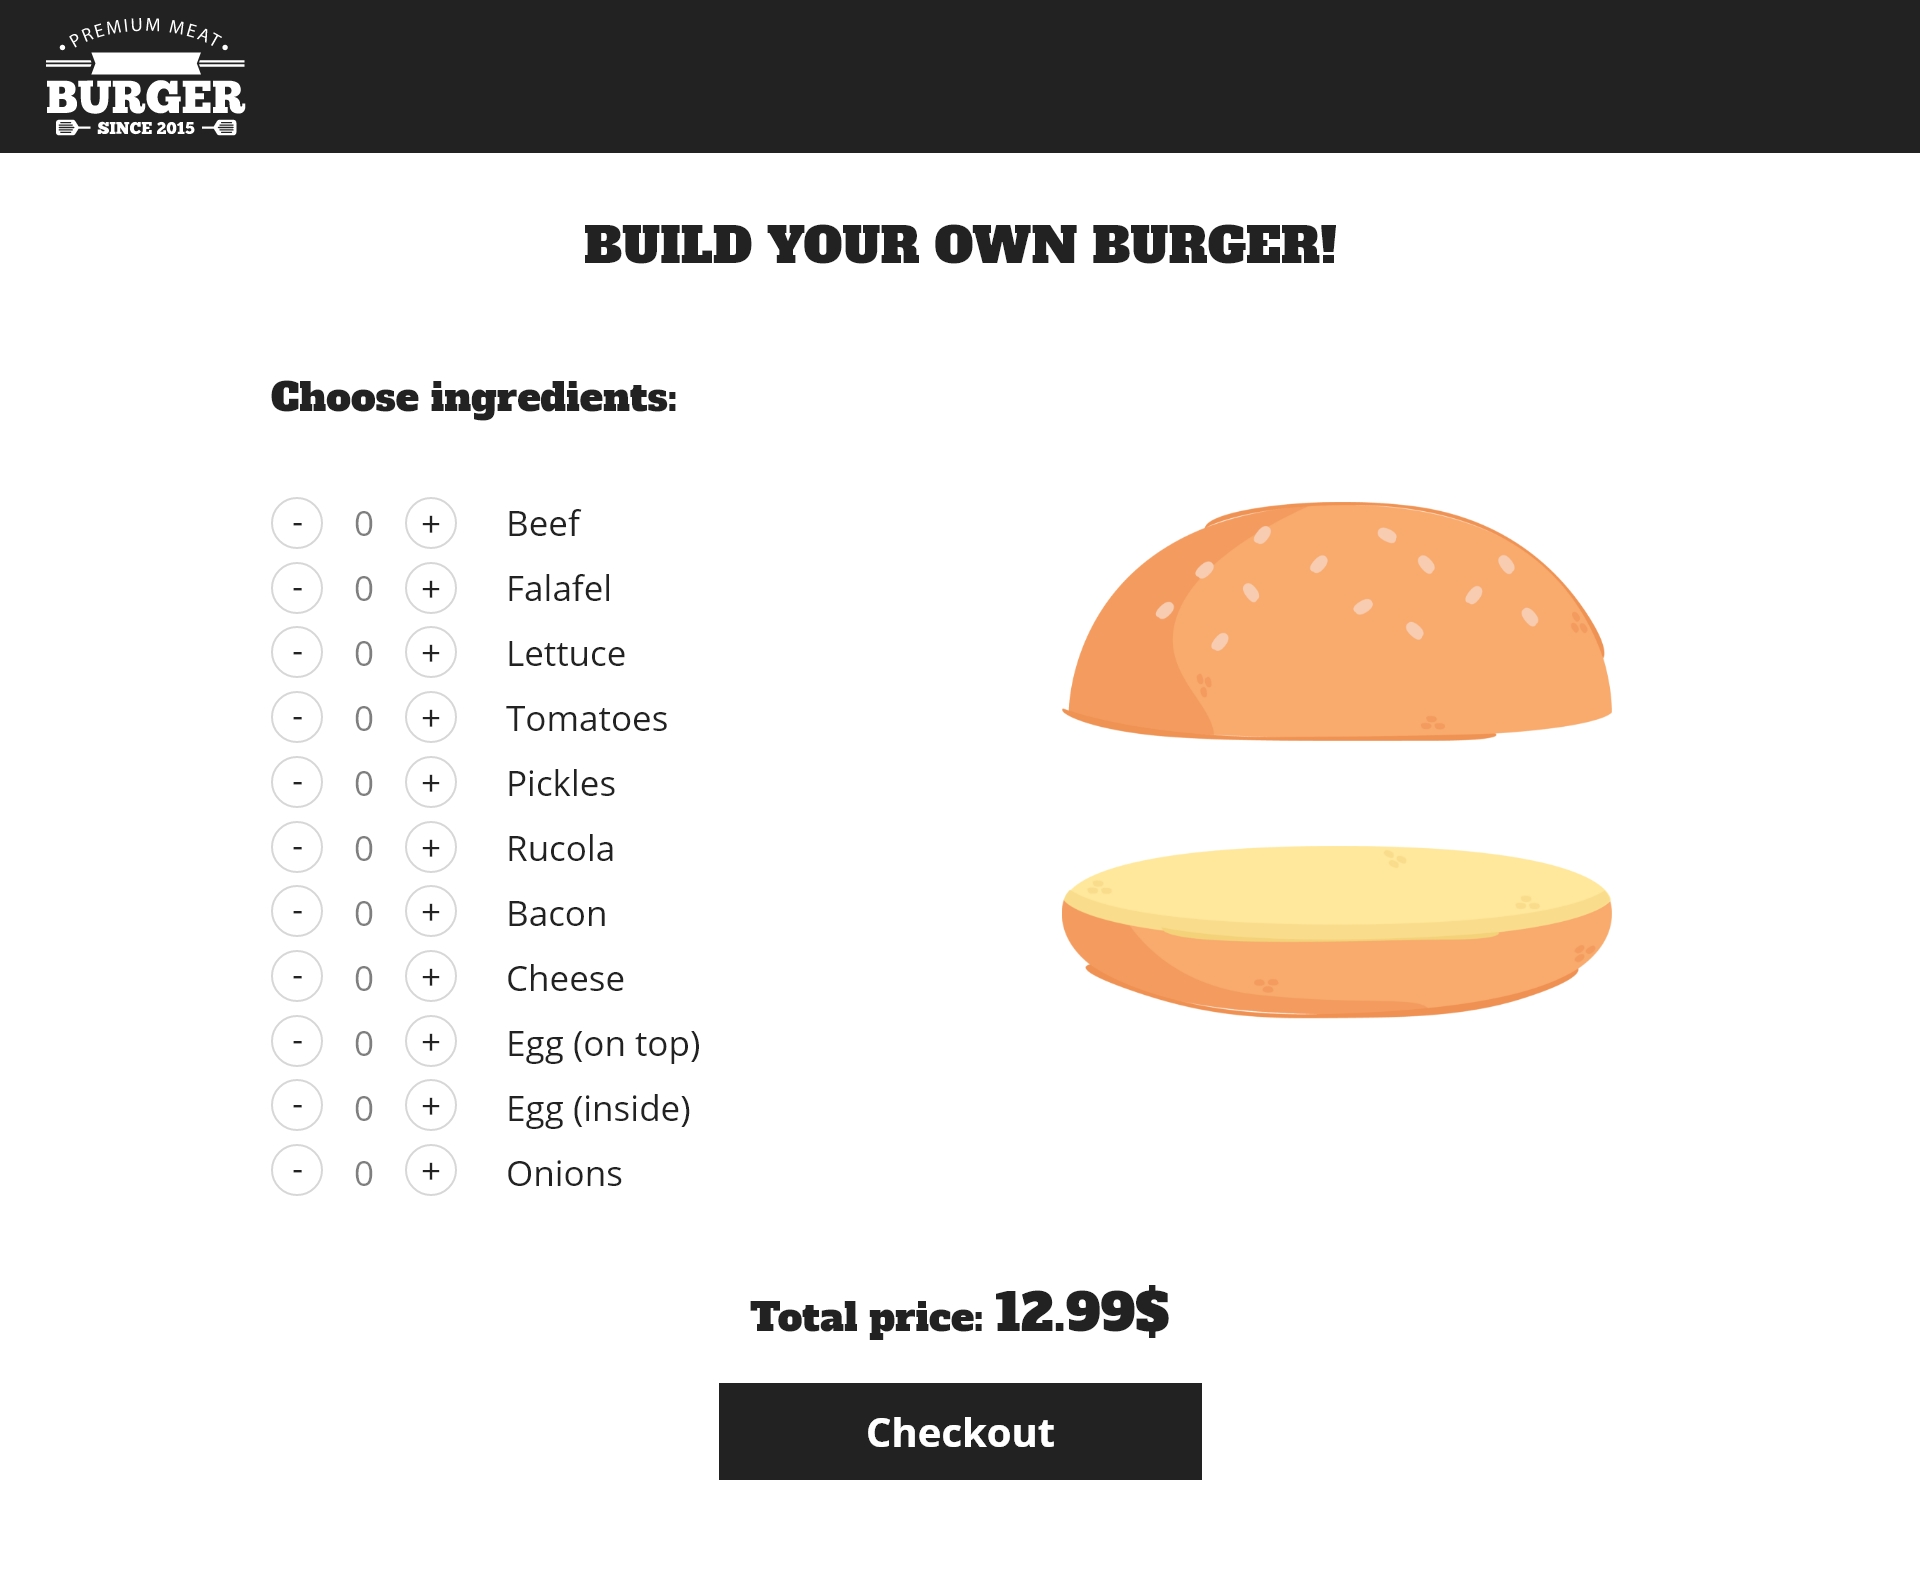 PREMIUM MEAT
BURGER
SINCE 2015
BUILD YOUR OWN BURGER!
Choose ingredients:
- 0 + Beef
- 0 + Falafel
- 0 + Lettuce
- 0 + Tomatoes
- 0 + Pickles
- 0 + Rucola
- 0 + Bacon
- 0 + Cheese
- 0 + Egg (on top)
- 0 + Egg (inside)
- 0 + Onions
Total price: 12.99$
Checkout